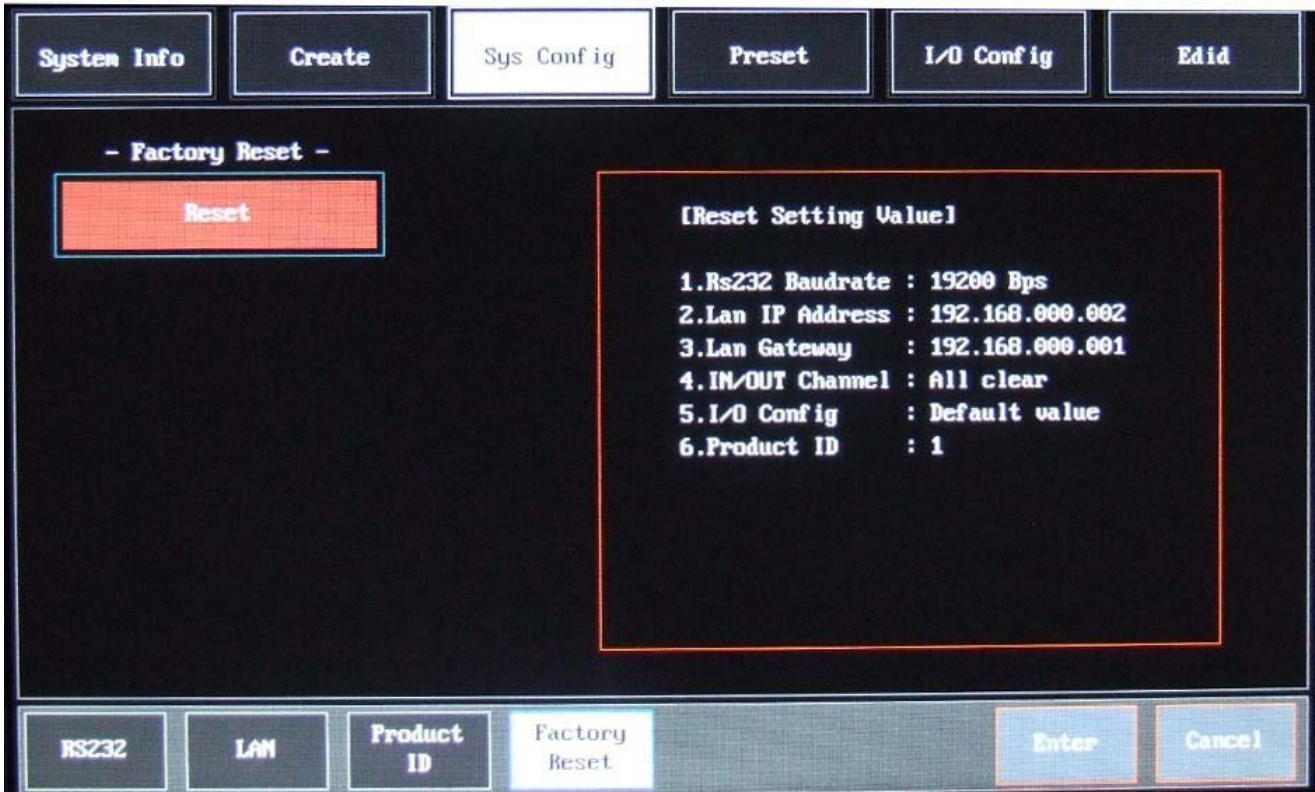 System Info
Create
Sys Config
Preset
I/O Config
Edid
- Factory Reset -
Reset
[Reset Setting Value]
1.Rs232 Baudrate : 19200 Bps
2.Lan IP Address : 192.168.000.002
3.Lan Gateway : 192.168.000.001
4.IN/OUT Channel : All clear
5.I/O Config : Default value
6.Product ID : 1
RS232
LAN
Product
ID
Factory
Reset
Enter
Cancel